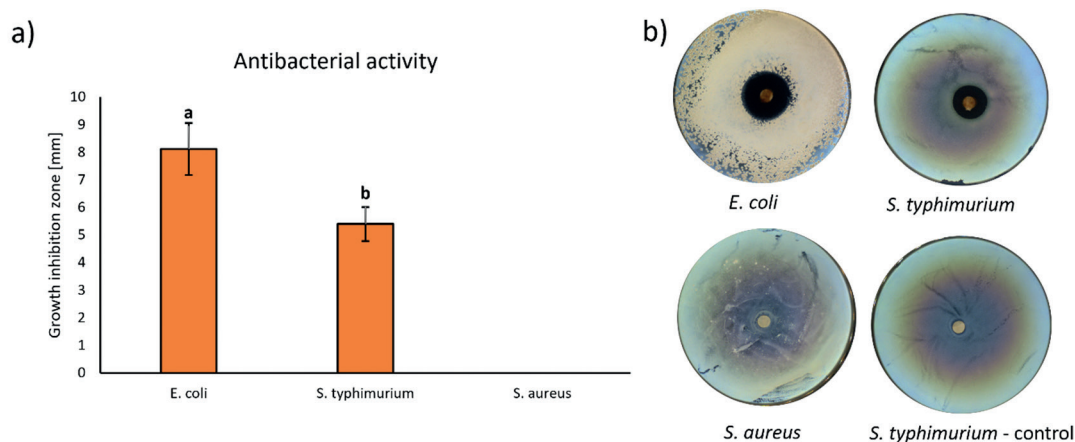 a)
Antibacterial activity
Growth inhibition zone [mm]
10
9
8
7
6
5
4
3
2
1
0
a
b
E. coli
S. typhimurium
S. aureus
b)
E. coli
S. typhimurium
S. aureus
S. typhimurium - control